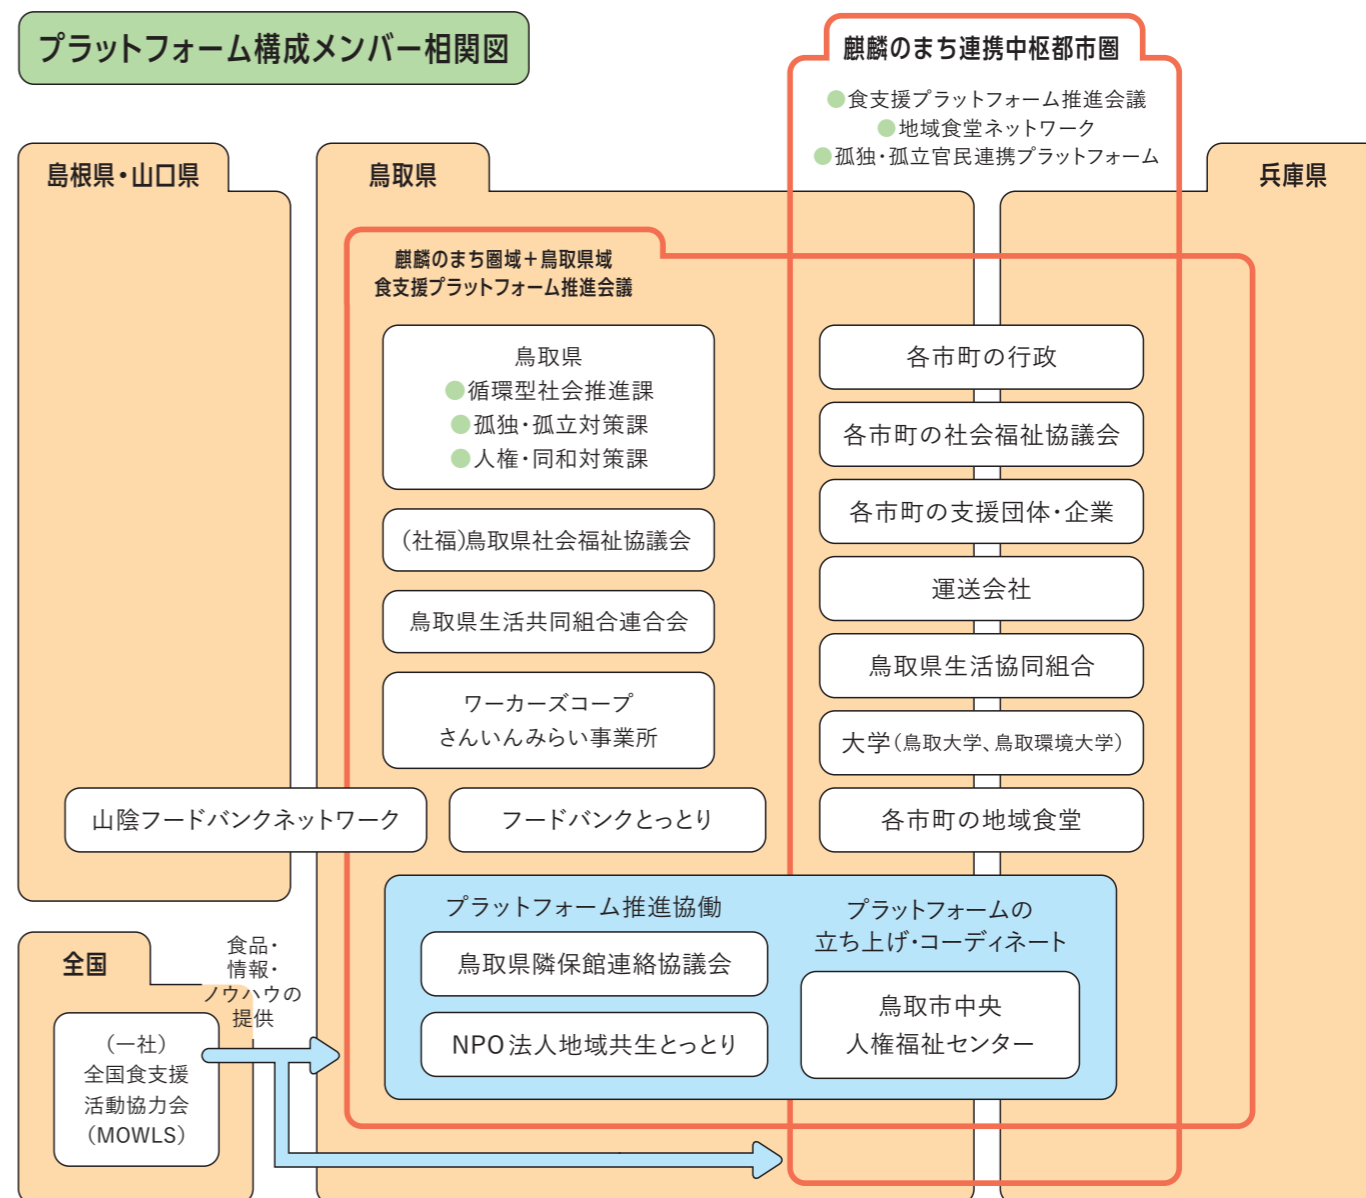 プラットフォーム構成メンバー相関図
麒麟のまち連携中枢都市圏
●食支援プラットフォーム推進会議
●地域食堂ネットワーク
●孤独・孤立官民連携プラットフォーム
島根県・山口県
鳥取県
兵庫県
麒麟のまち圏域＋鳥取県域
食支援プラットフォーム推進会議
鳥取県
●循環型社会推進課
●孤独・孤立対策課
●人権・同和対策課
（社福）鳥取県社会福祉協議会
鳥取県生活共同組合連合会
ワーカーズコープ
さんいんみらい事業所
山陰フードバンクネットワーク
フードバンクとっとり
各市町の行政
各市町の社会福祉協議会
各市町の支援団体・企業
運送会社
鳥取県生活協同組合
大学（鳥取大学、鳥取環境大学）
各市町の地域食堂
プラットフォーム推進協働
鳥取県隣保館連絡協議会
NPO法人地域共生とっとり
プラットフォームの
立ち上げ・コーディネート
鳥取市中央
人権福祉センター
全国
食品・
情報・
ノウハウの
提供
（一社）
全国食支援
活動協力会
（MOWLS）